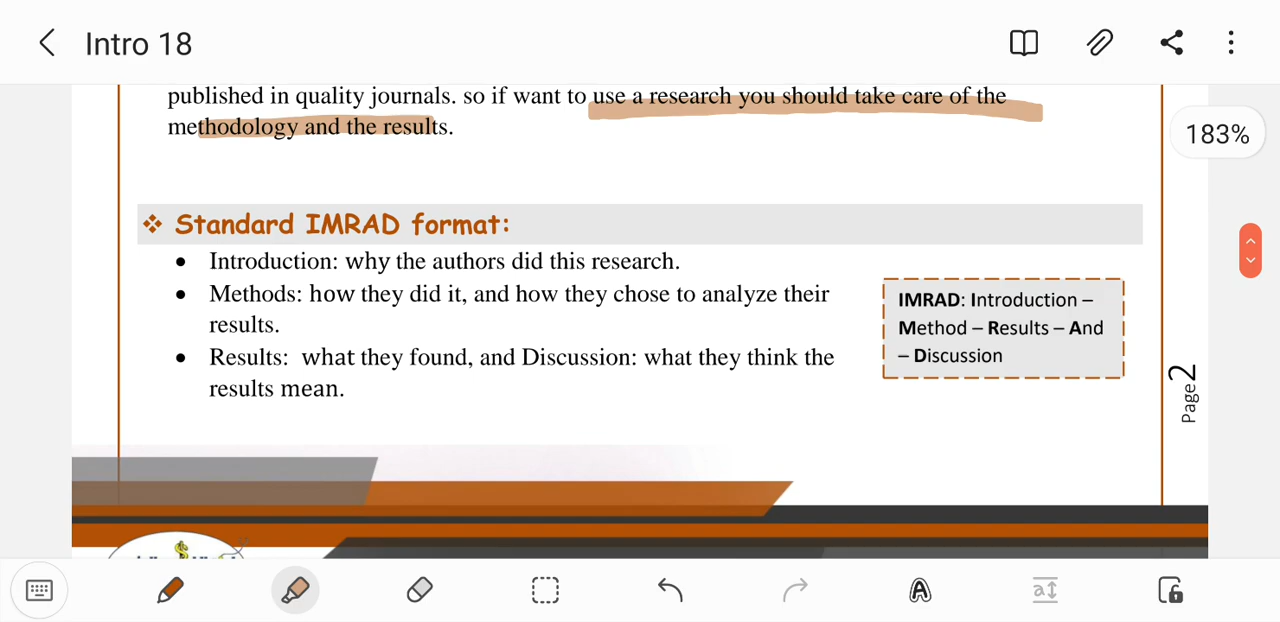 Intro 18
183%
published in quality journals. so if want to use a research you should take care of the
methodology and the results.
❖ Standard IMRAD format:
• Introduction: why the authors did this research.
• Methods: how they did it, and how they chose to analyze their
results.
• Results: what they found, and Discussion: what they think the
results mean.
IMRAD: Introduction –
Method – Results – And
– Discussion
Page2